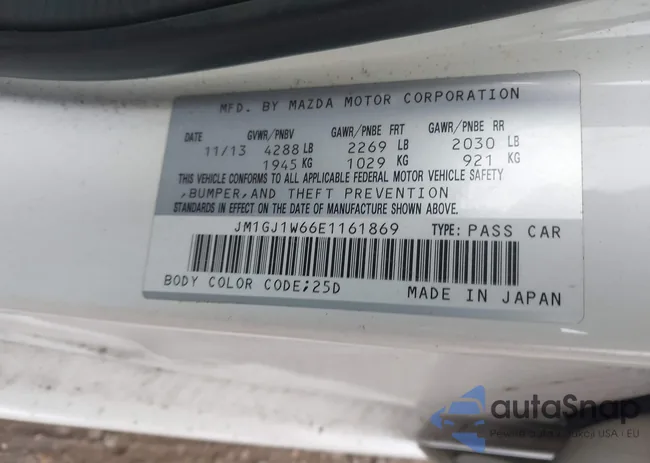 MFD. BY MAZDA MOTOR CORPORATION
DATE GVWR/PNBV GAWR/PNBE FRT GAWR/PNBE RR
11/13 4288 LB 2269 LB 2030 LB
1945 KG 1029 KG 921 KG
THIS VEHICLE CONFORMS TO ALL APPLICABLE FEDERAL MOTOR VEHICLE SAFETY
,BUMPER,AND THEFT PREVENTION
STANDARDS IN EFFECT ON THE DATE OF MANUFACTURE SHOWN ABOVE.
JM1GJ1W66E1161869 TYPE: PASS CAR
BODY COLOR CODE;25D MADE IN JAPAN
autaSnap
USA - EU